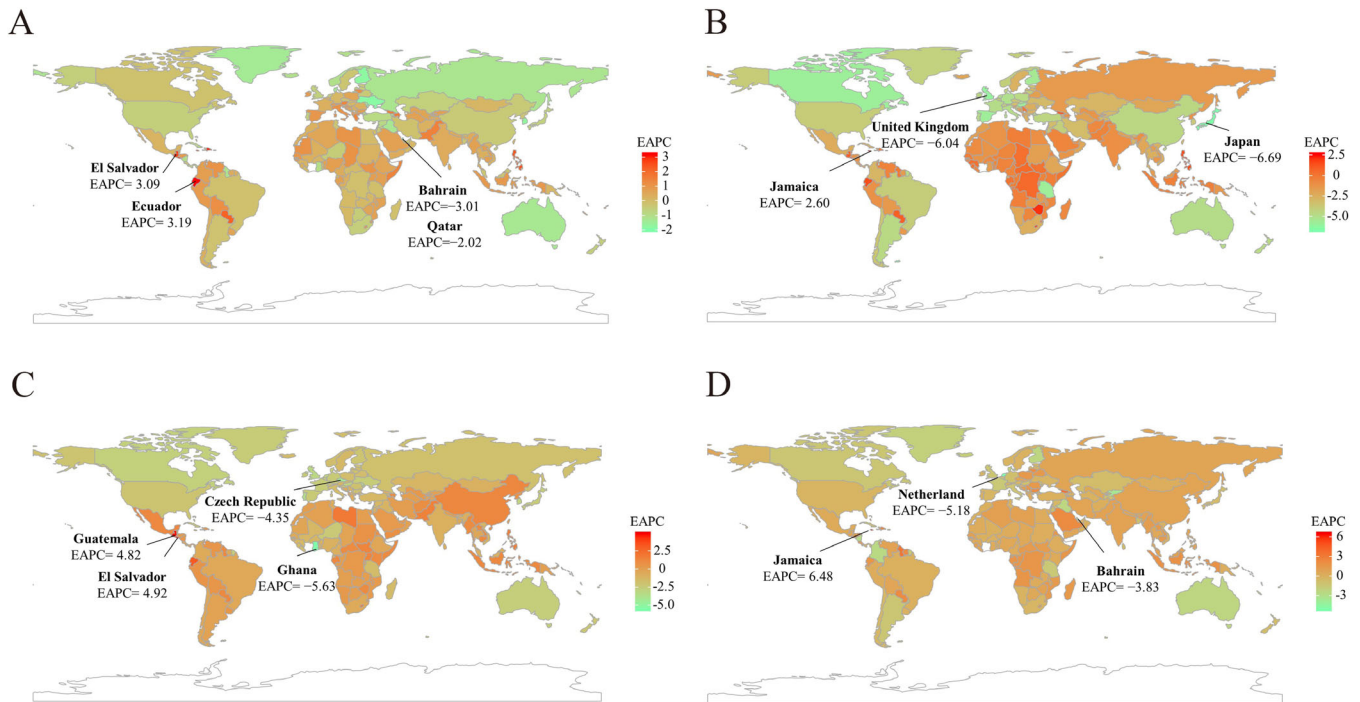 A
El Salvador
EAPC= 3.09
Ecuador
EAPC= 3.19
Bahrain
EAPC=−3.01
Qatar
EAPC=−2.02
EAPC
3
2
1
0
-1
-2
B
United Kingdom
EAPC= −6.04
Japan
EAPC= −6.69
Jamaica
EAPC= 2.60
EAPC
2.5
0
-2.5
-5.0
C
Czech Republic
EAPC= −4.35
Guatemala
EAPC= 4.82
El Salvador
EAPC= 4.92
Ghana
EAPC= −5.63
EAPC
2.5
0
-2.5
-5.0
D
Netherland
EAPC= −5.18
Jamaica
EAPC= 6.48
Bahrain
EAPC= −3.83
EAPC
6
3
0
-3